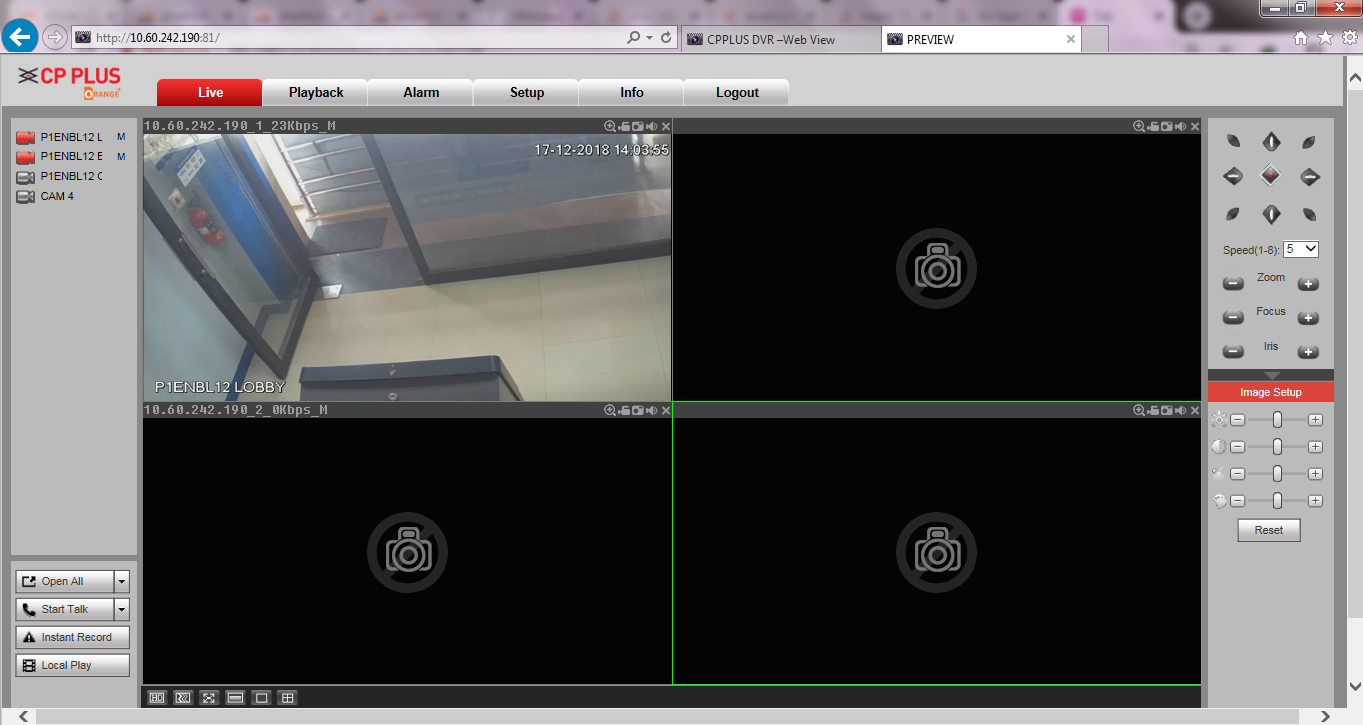 http://10.60.242.190:81/
CPPLUS DVR –Web View
PREVIEW
CP PLUS
ORANGE
Live
Playback
Alarm
Setup
Info
Logout
P1ENBL12 L M
P1ENBL12 E M
P1ENBL12 C
CAM 4
10.60.242.190_1_23Kbps_M
17-12-2018 14:03:55
P1ENBL12 LOBBY
10.60.242.190_2_0Kbps_M
Speed(1-8): 5
Zoom
Focus
Iris
Image Setup
Reset
Open All
Start Talk
Instant Record
Local Play
HD